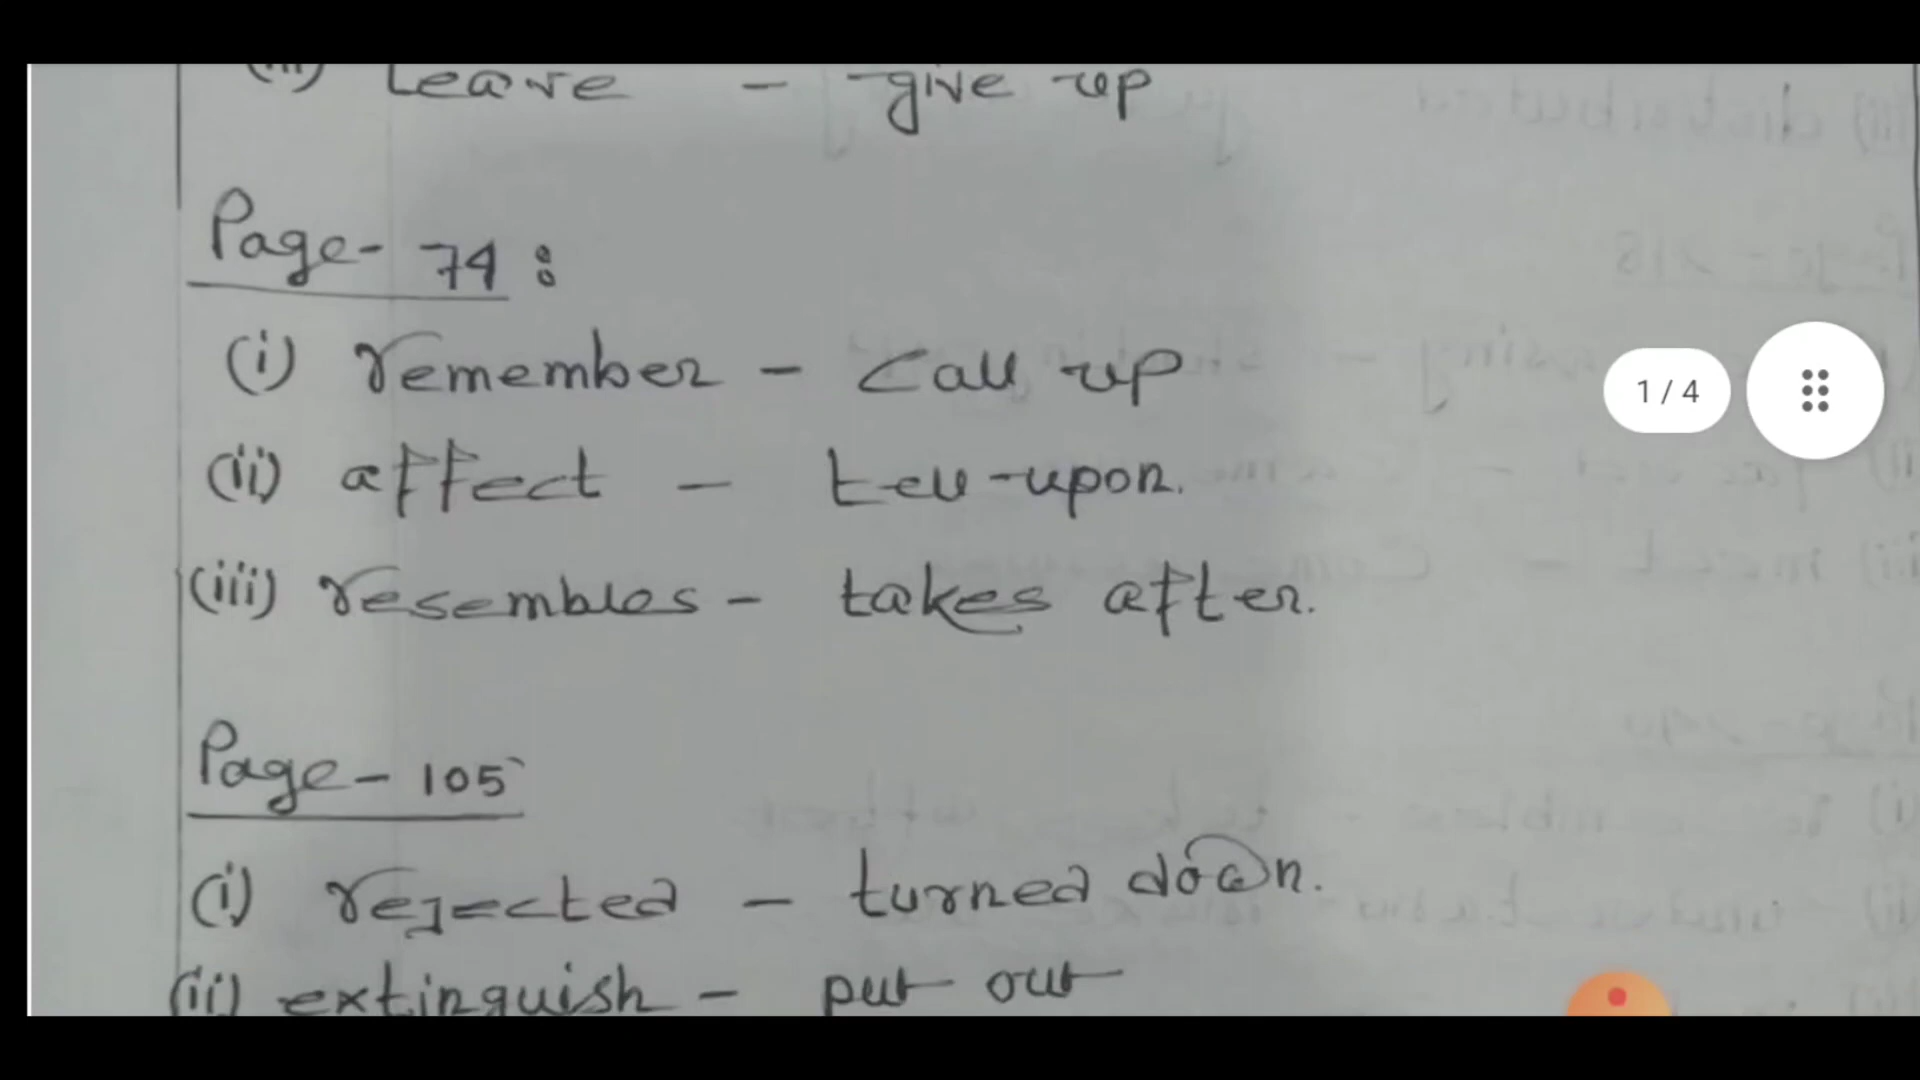 (iii) Leave - give up
Page- 74 :
(i) remember - call up
(ii) affect - tell-upon.
(iii) resembles - takes after.
1 / 4
Page- 105
(i) rejected - turned down.
(ii) extinguish - put out